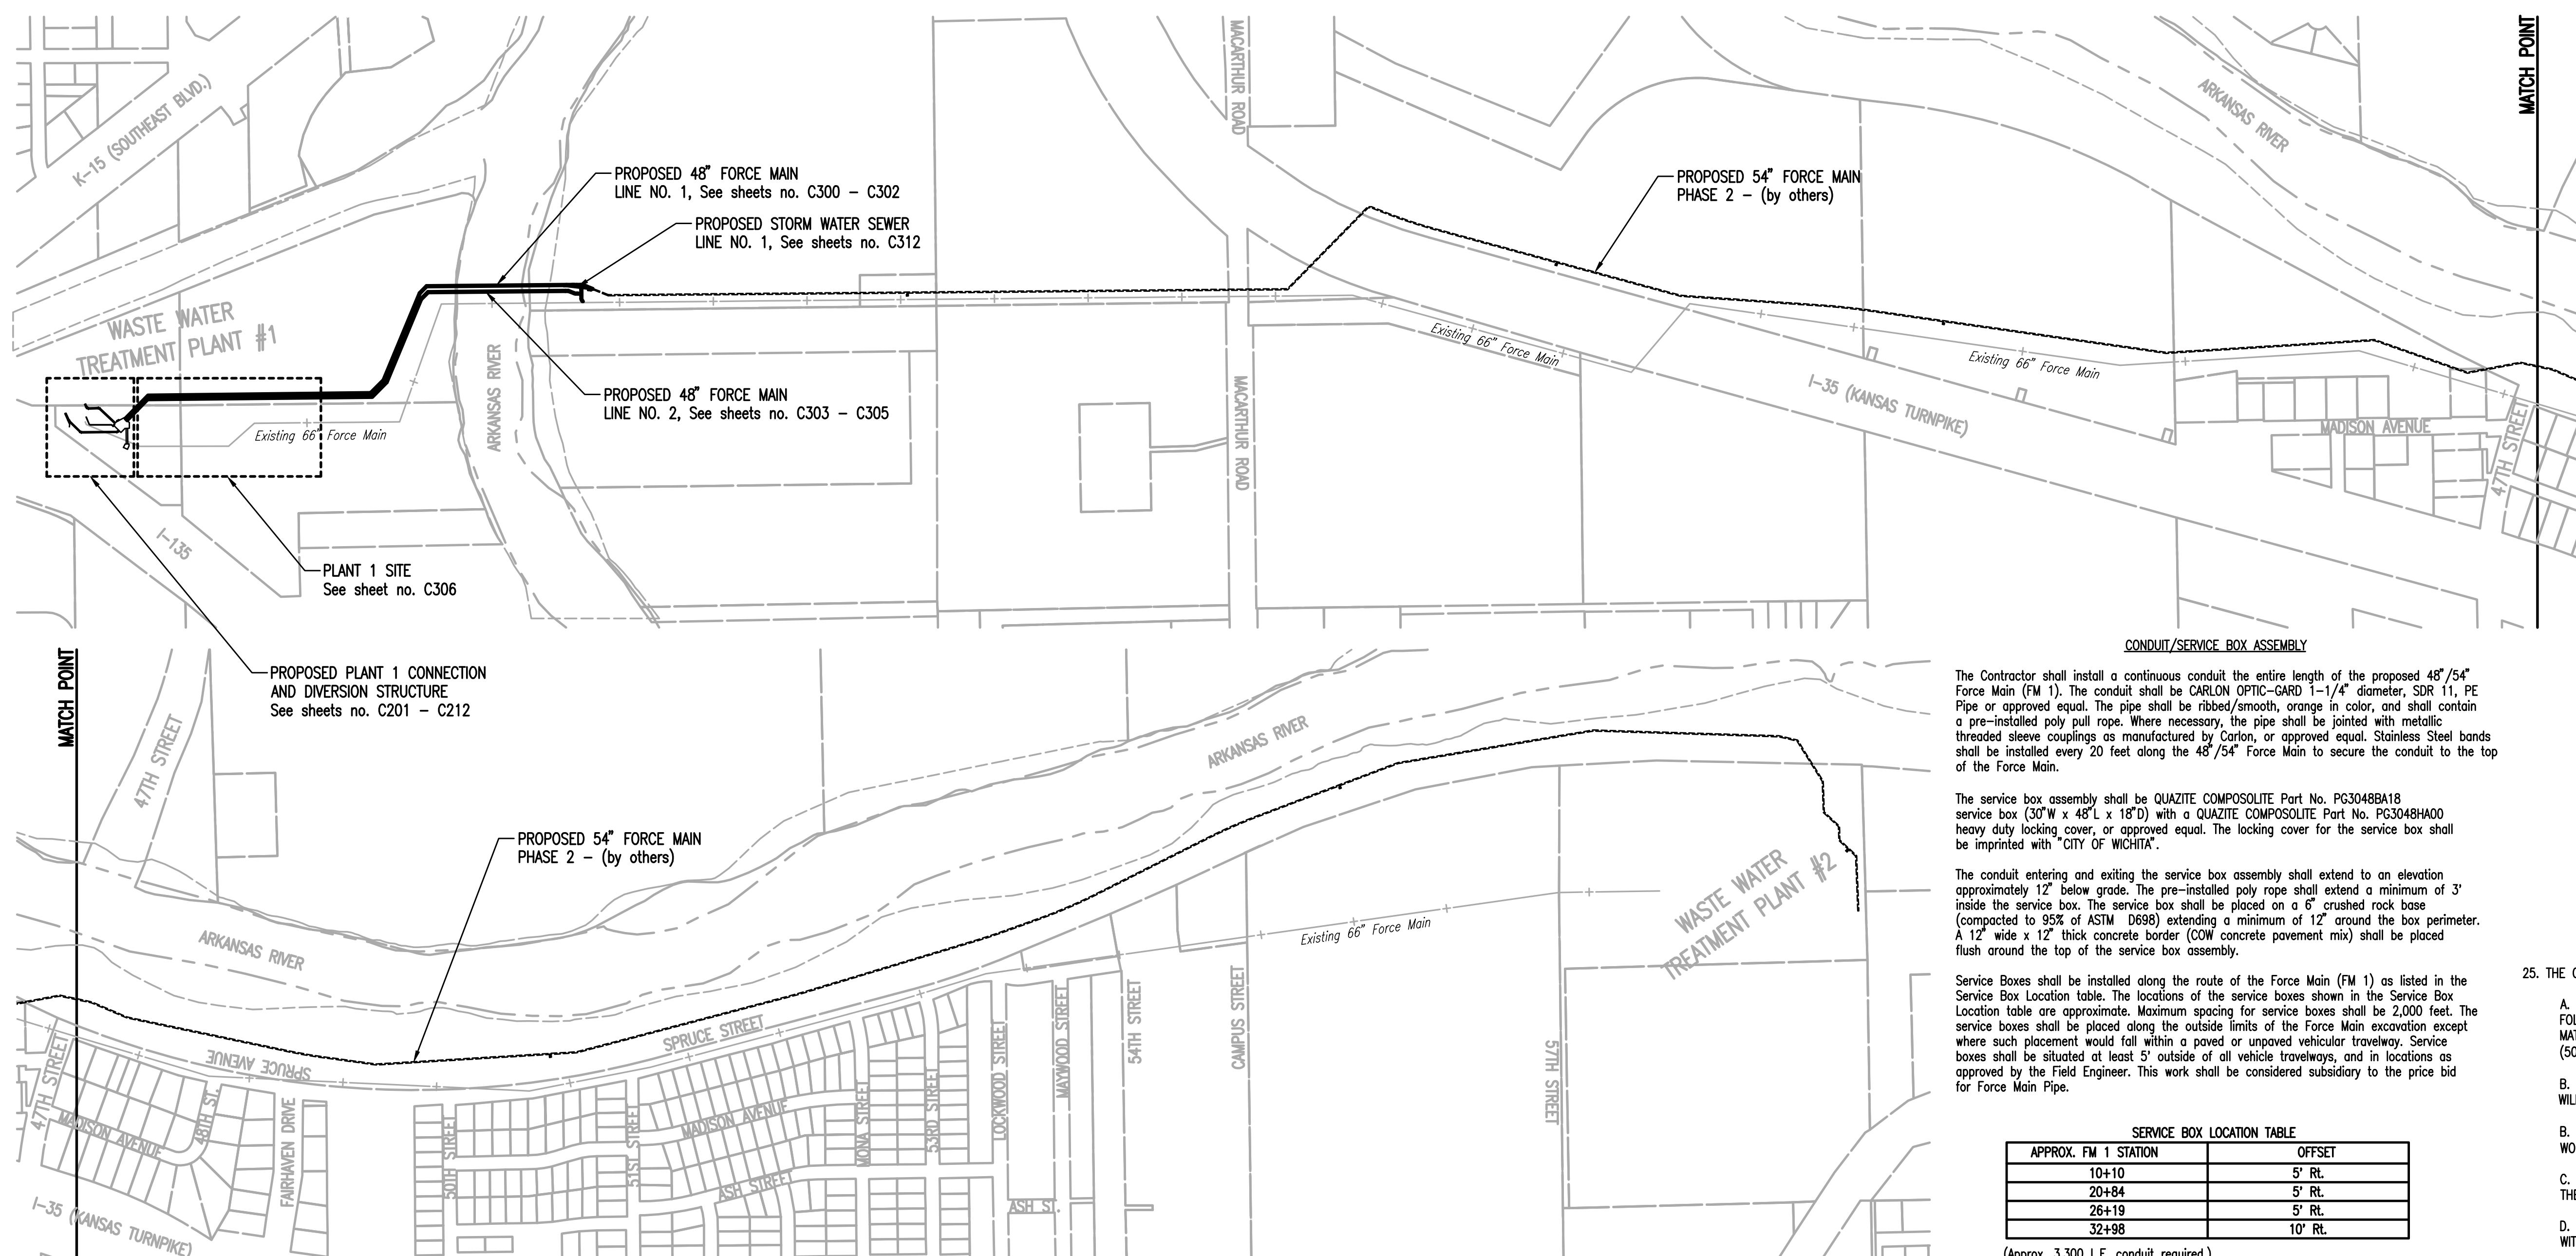 K-15 (SOUTHEAST BLVD.)
PROPOSED 48" FORCE MAIN
LINE NO. 1, See sheets no. C300 - C302
PROPOSED STORM WATER SEWER
LINE NO. 1, See sheets no. C312
MACARTHUR ROAD
PROPOSED 54" FORCE MAIN
PHASE 2 - (by others)
ARKANSAS RIVER
MATCH POINT
WASTE WATER
TREATMENT PLANT #1
Existing 66" Force Main
ARKANSAS RIVER
PROPOSED 48" FORCE MAIN
LINE NO. 2, See sheets no. C303 - C305
MACARTHUR ROAD
Existing 66" Force Main
I-35 (KANSAS TURNPIKE)
Existing 66" Force Main
MADISON AVENUE
47TH STREET
I-135
PLANT 1 SITE
See sheet no. C306
PROPOSED PLANT 1 CONNECTION
AND DIVERSION STRUCTURE
See sheets no. C201 - C212
MATCH POINT
47TH STREET
ARKANSAS RIVER
PROPOSED 54" FORCE MAIN
PHASE 2 - (by others)
ARKANSAS RIVER
WASTE WATER
TREATMENT PLANT #2
Existing 66" Force Main
SPRUCE AVENUE
SPRUCE STREET
47TH STREET
MADISON AVENUE
48TH ST.
FAIRHAVEN DRIVE
50TH STREET
51ST STREET
MADISON AVENUE
ASH STREET
MONA STREET
53RD STREET
LOCKWOOD STREET
MAYWOOD STREET
54TH STREET
CAMPUS STREET
57TH STREET
ASH ST.
I-35 (KANSAS TURNPIKE)
CONDUIT/SERVICE BOX ASSEMBLY
The Contractor shall install a continuous conduit the entire length of the proposed 48"/54"
Force Main (FM 1). The conduit shall be CARLON OPTIC-GARD 1-1/4" diameter, SDR 11, PE
Pipe or approved equal. The pipe shall be ribbed/smooth, orange in color, and shall contain
a pre-installed poly pull rope. Where necessary, the pipe shall be jointed with metallic
threaded sleeve couplings as manufactured by Carlon, or approved equal. Stainless Steel bands
shall be installed every 20 feet along the 48"/54" Force Main to secure the conduit to the top
of the Force Main.
The service box assembly shall be QUAZITE COMPOSOLITE Part No. PG3048BA18
service box (30"W x 48"L x 18"D) with a QUAZITE COMPOSOLITE Part No. PG3048HA00
heavy duty locking cover, or approved equal. The locking cover for the service box shall
be imprinted with "CITY OF WICHITA".
The conduit entering and exiting the service box assembly shall extend to an elevation
approximately 12" below grade. The pre-installed poly rope shall extend a minimum of 3'
inside the service box. The service box shall be placed on a 6" crushed rock base
(compacted to 95% of ASTM D698) extending a minimum of 12" around the box perimeter.
A 12" wide x 12" thick concrete border (COW concrete pavement mix) shall be placed
flush around the top of the service box assembly.
Service Boxes shall be installed along the route of the Force Main (FM 1) as listed in the
Service Box Location table. The locations of the service boxes shown in the Service Box
Location table are approximate. Maximum spacing for service boxes shall be 2,000 feet. The
service boxes shall be placed along the outside limits of the Force Main excavation except
where such placement would fall within a paved or unpaved vehicular travelway. Service
boxes shall be situated at least 5' outside of all vehicle travelways, and in locations as
approved by the Field Engineer. This work shall be considered subsidiary to the price bid
for Force Main Pipe.
SERVICE BOX LOCATION TABLE
APPROX. FM 1 STATION OFFSET
10+10 5' Rt.
20+84 5' Rt.
26+19 5' Rt.
32+98 10' Rt.
(Approx. 3,300 L.F. conduit required.)
25. THE
A.
B.
B.
C.
D.